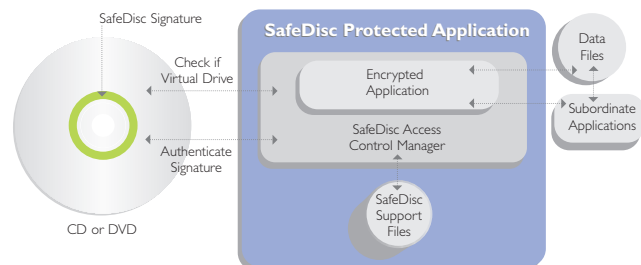 SafeDisc Signature
SafeDisc Protected Application
Data
Files
Check if
Virtual Drive
Encrypted
Application
Subordinate
Applications
SafeDisc Access
Control Manager
Authenticate
Signature
SafeDisc
Support
Files
CD or DVD